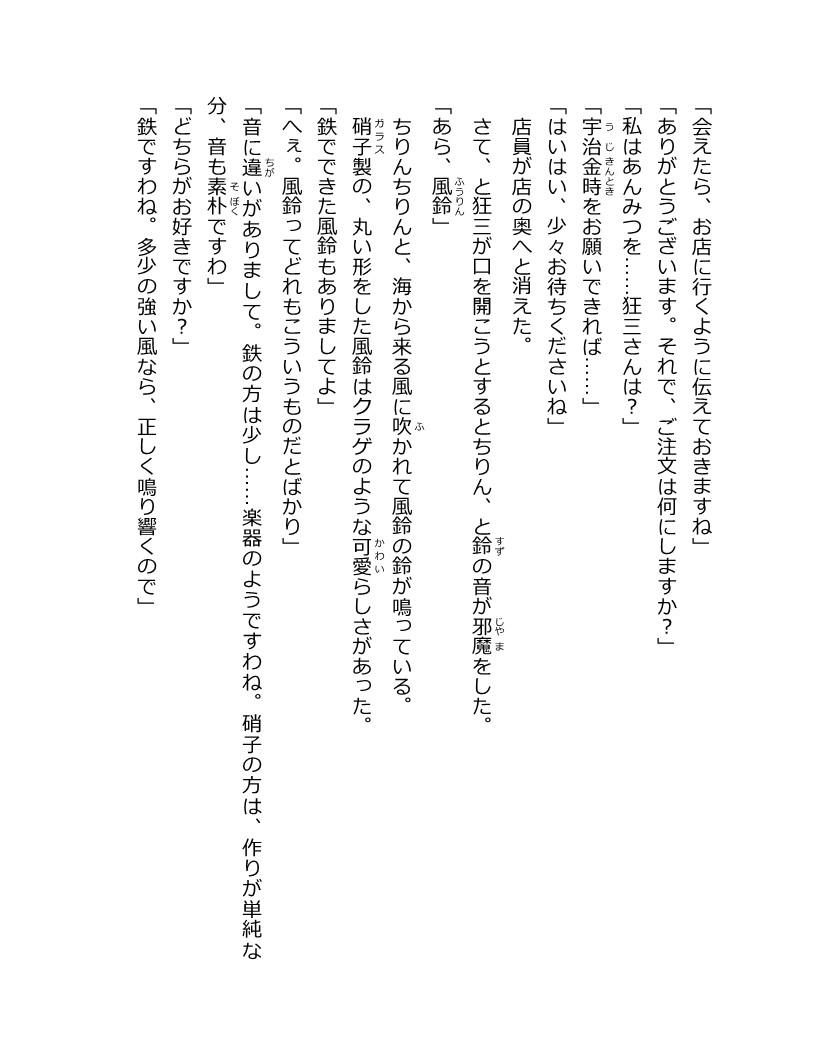 「会えたら、お店に行くように伝えておきますね」
「ありがとうございます。それで、ご注文は何にしますか？」
「私はあんみつを……狂三さんは？」
「宇治金時をお願いできれば……」
「はいはい、少々お待ちくださいね」
店員が店の奥へと消えた。
さて、と狂三が口を開こうとするとちりん、と鈴の音が邪魔をした。
「あら、風鈴」
ちりんちりんと、海から来る風に吹かれて風鈴の鈴が鳴っている。
硝子製の、丸い形をした風鈴はクラゲのような可愛らしさがあった。
「鉄でできた風鈴もありましてよ」
「へぇ。風鈴ってどれもこういうものだとばかり」
「音に違いがありまして。鉄の方は少し……楽器のようですわね。硝子の方は、作りが単純な
分、音も素朴ですわ」
「どちらがお好きですか？」
「鉄ですわね。多少の強い風なら、正しく鳴り響くので」